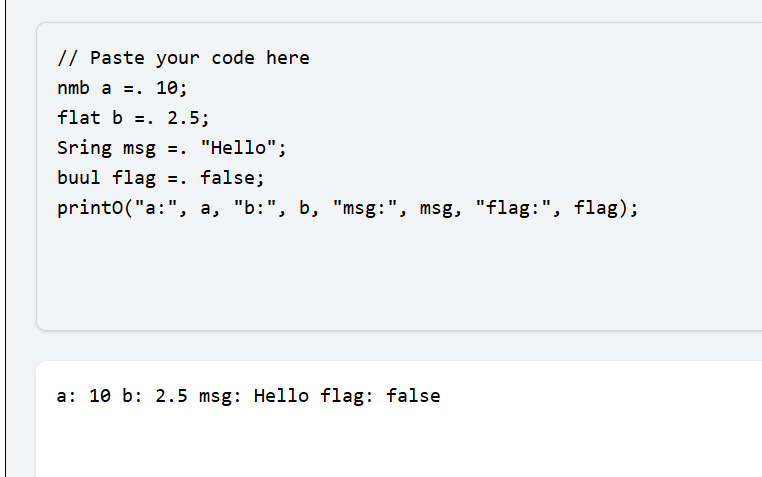 // Paste your code here
nmb a =. 10;
flat b =. 2.5;
Sring msg =. "Hello";
buul flag =. false;
printO("a:", a, "b:", b, "msg:", msg, "flag:", flag);
a: 10 b: 2.5 msg: Hello flag: false